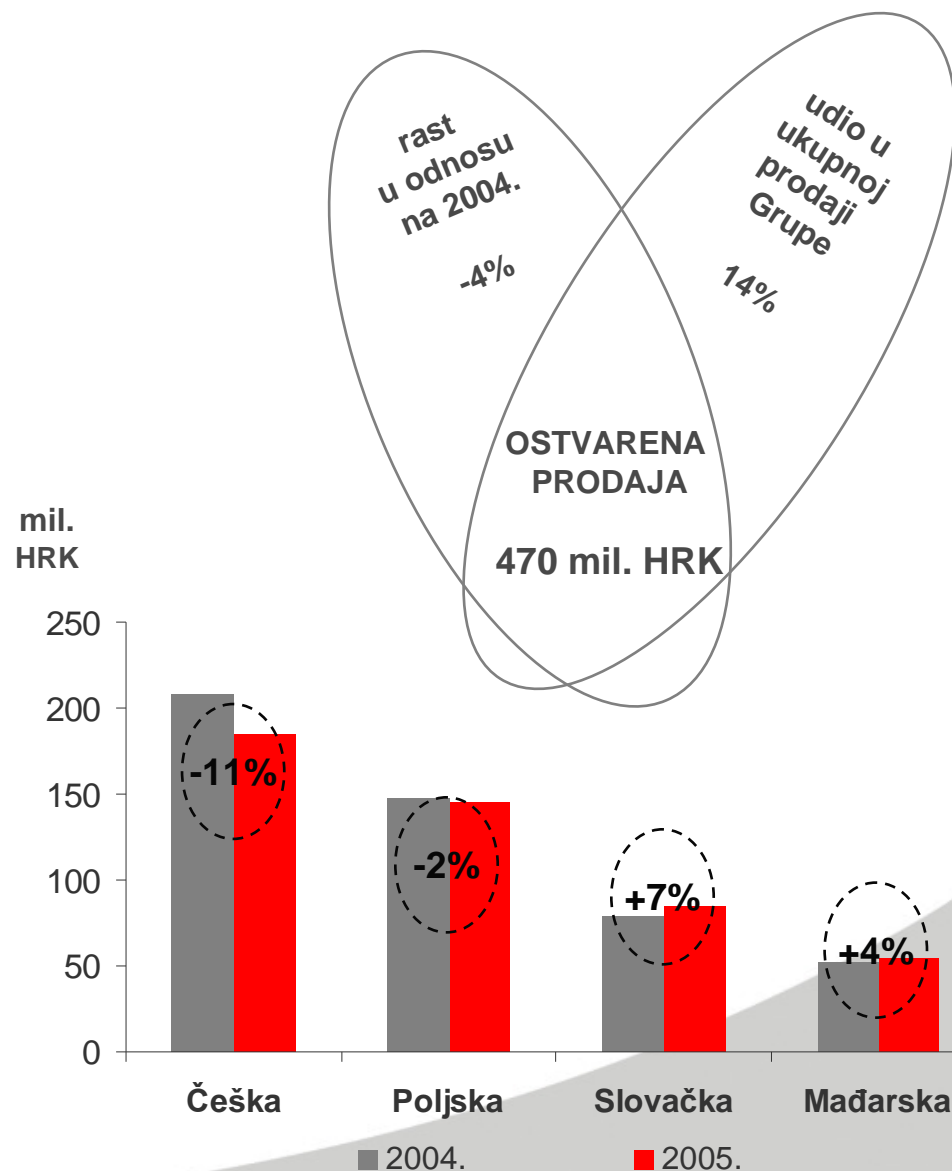 rast
u odnosu
na 2004.
-4%
udio u
ukupnoj
prodaji
Grupe
14%
OSTVARENA
PRODAJA
470 mil. HRK
mil.
HRK
250
200
150
100
50
0
-11%
-2%
+7%
+4%
Češka
Poljska
Slovačka
Mađarska
2004.
2005.